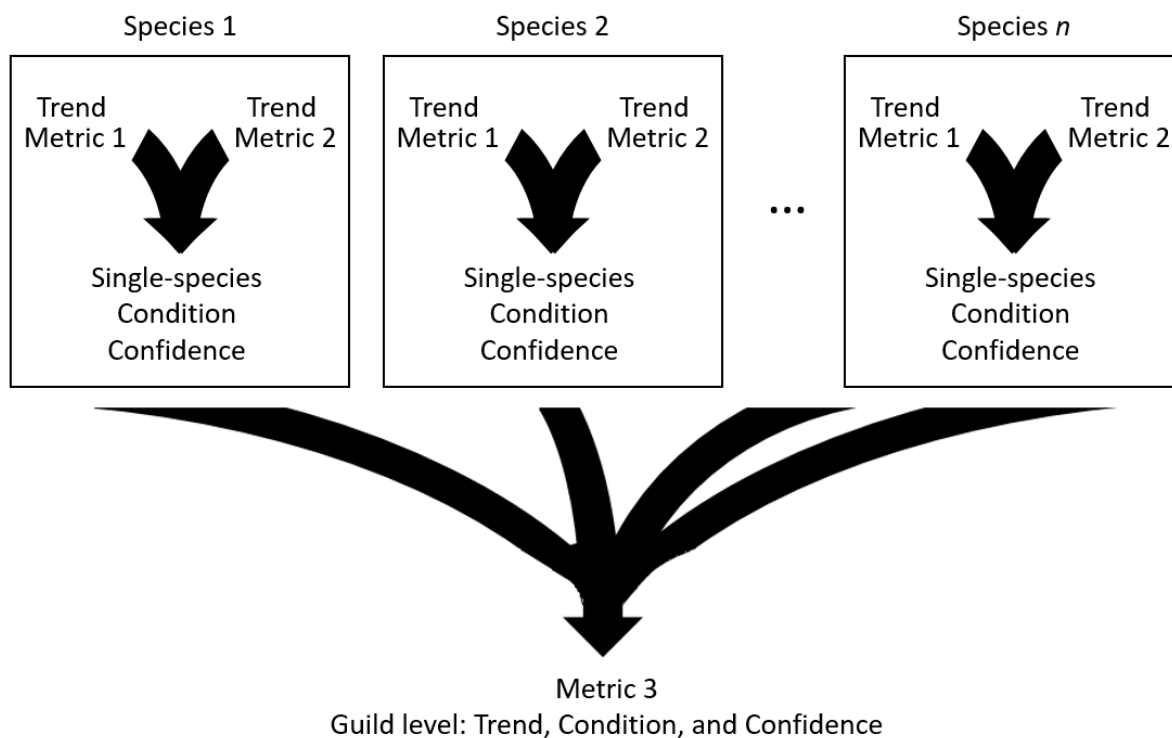 Species 1
Species 2
Species n
Trend
Metric 1
Trend
Metric 2
Single-species
Condition
Confidence
Trend
Metric 1
Trend
Metric 2
Single-species
Condition
Confidence
...
Trend
Metric 1
Trend
Metric 2
Single-species
Condition
Confidence
Metric 3
Guild level: Trend, Condition, and Confidence